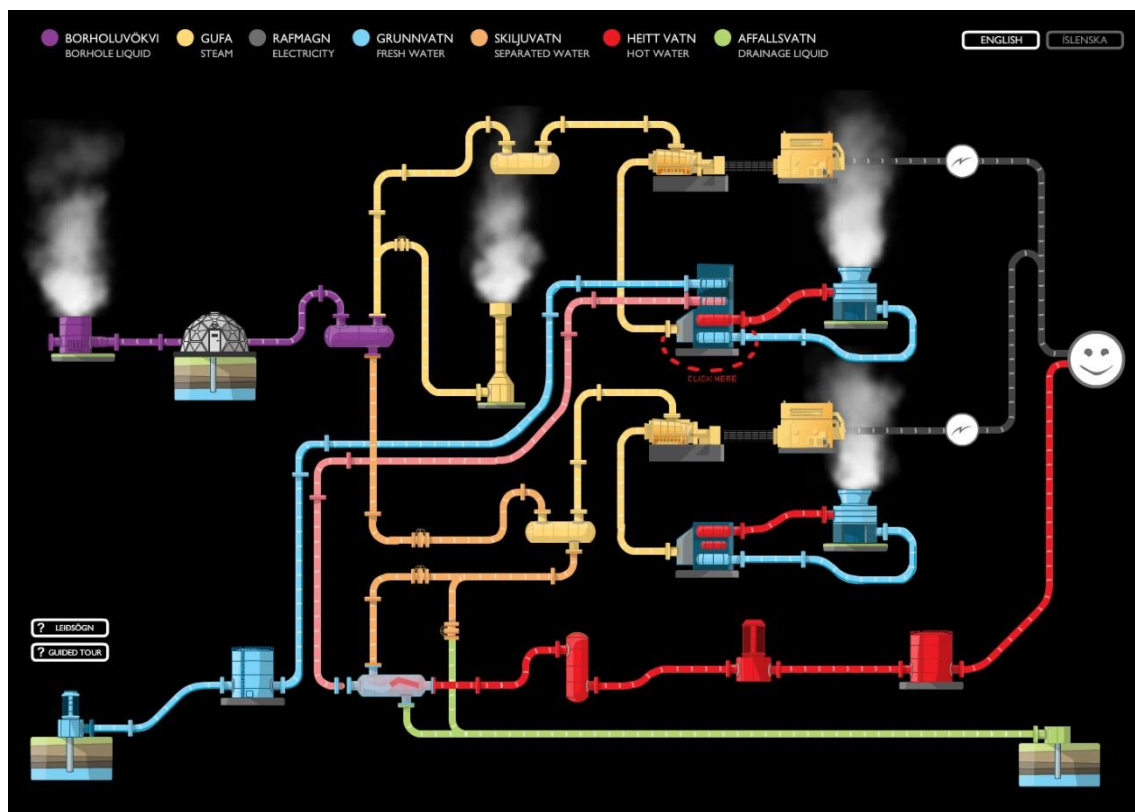 BORHOLUVÖKVI
BOREHOLE LIQUID
GUFA
STEAM
RAFMAGN
ELECTRICITY
GRUNNVATN
FRESH WATER
SKILJUVATN
SEPARATED WATER
HEITT VATN
HOT WATER
AFFALLSVATN
DRAINAGE LIQUID
ENGLISH
ÍSLENSKA
CLICK HERE
? LEIÐSÖGN
? GUIDED TOUR